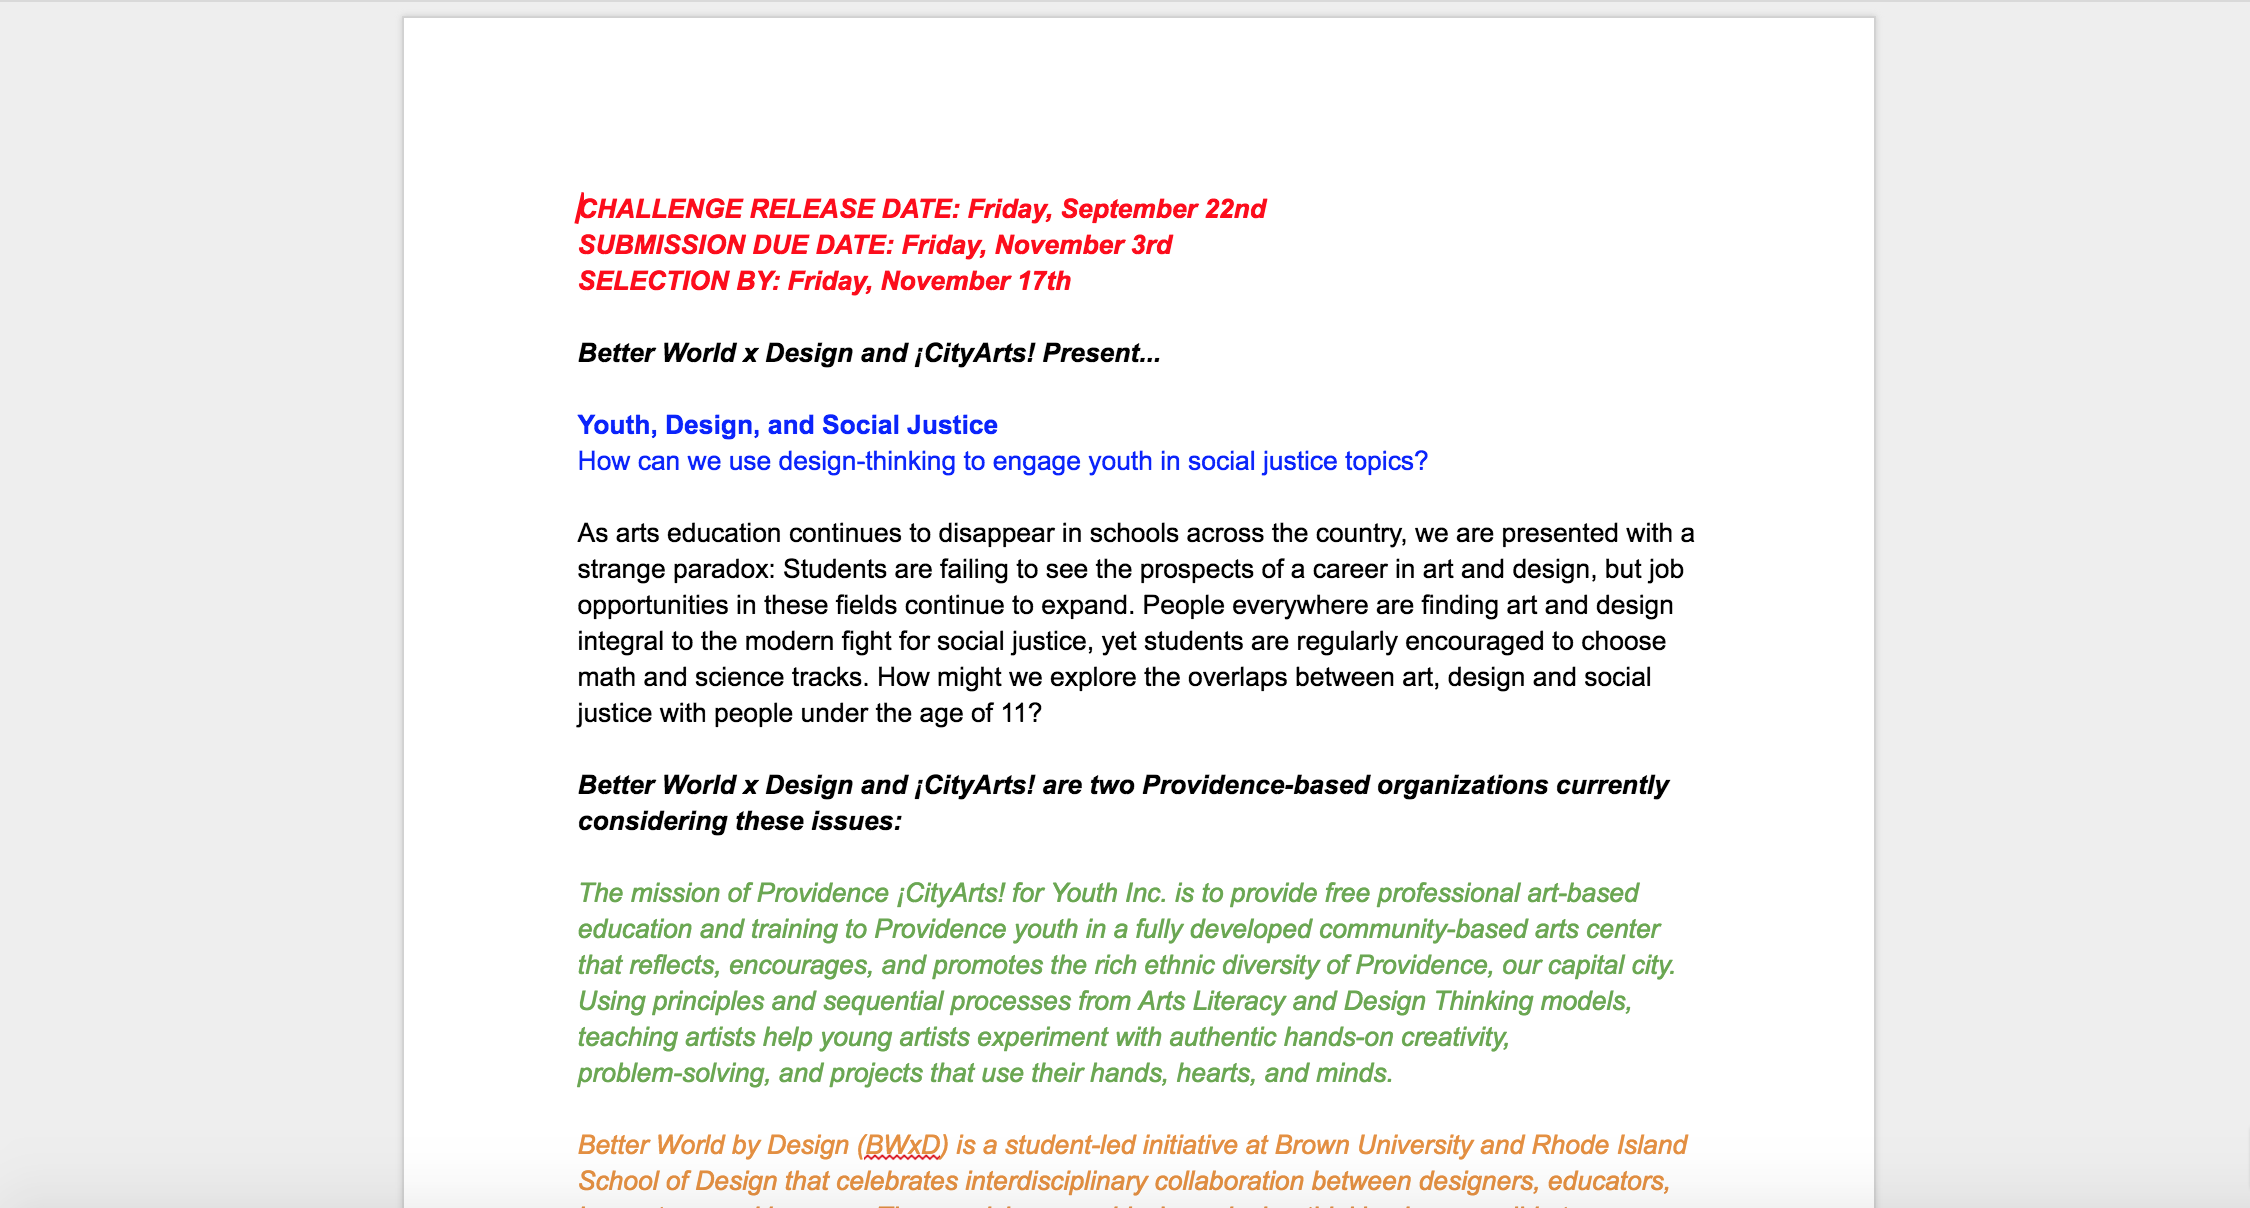 CHALLENGE RELEASE DATE: Friday, September 22nd
SUBMISSION DUE DATE: Friday, November 3rd
SELECTION BY: Friday, November 17th
Better World x Design and ¡CityArts! Present...
Youth, Design, and Social Justice
How can we use design-thinking to engage youth in social justice topics?
As arts education continues to disappear in schools across the country, we are presented with a
strange paradox: Students are failing to see the prospects of a career in art and design, but job
opportunities in these fields continue to expand. People everywhere are finding art and design
integral to the modern fight for social justice, yet students are regularly encouraged to choose
math and science tracks. How might we explore the overlaps between art, design and social
justice with people under the age of 11?
Better World x Design and ¡CityArts! are two Providence-based organizations currently
considering these issues:
The mission of Providence ¡CityArts! for Youth Inc. is to provide free professional art-based
education and training to Providence youth in a fully developed community-based arts center
that reflects, encourages, and promotes the rich ethnic diversity of Providence, our capital city.
Using principles and sequential processes from Arts Literacy and Design Thinking models,
teaching artists help young artists experiment with authentic hands-on creativity,
problem-solving, and projects that use their hands, hearts, and minds.
Better World by Design (BWxD) is a student-led initiative at Brown University and Rhode Island
School of Design that celebrates interdisciplinary collaboration between designers, educators,